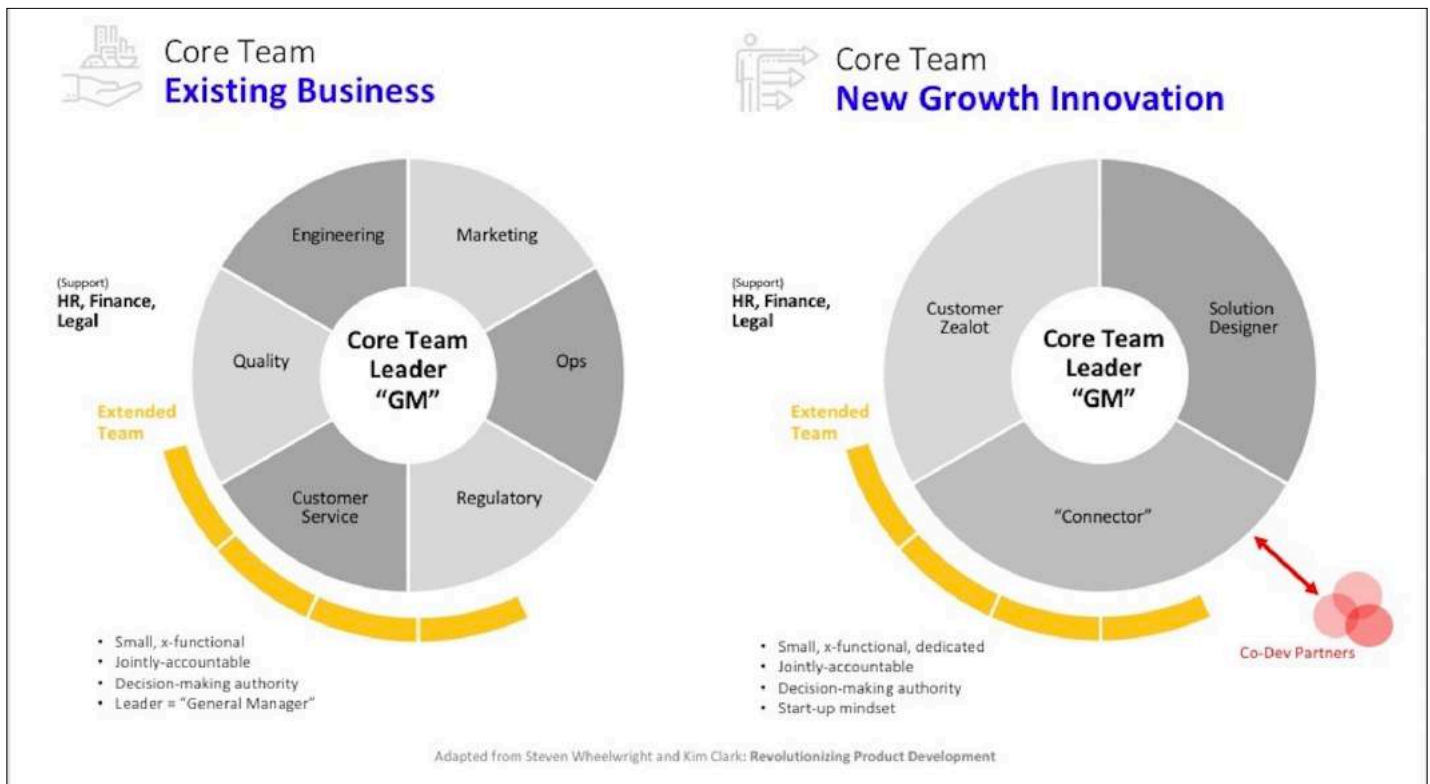 Core Team
Existing Business
Engineering
Marketing
(Support)
HR, Finance,
Legal
Quality
Core Team
Leader
“GM”
Ops
Extended
Team
Customer
Service
Regulatory
• Small, x-functional
• Jointly-accountable
• Decision-making authority
• Leader = “General Manager”
Core Team
New Growth Innovation
(Support)
HR, Finance,
Legal
Customer
Zealot
Core Team
Leader
“GM”
Solution
Designer
Extended
Team
“Connector”
Co-Dev Partners
• Small, x-functional, dedicated
• Jointly-accountable
• Decision-making authority
• Start-up mindset
Adapted from Steven Wheelwright and Kim Clark: Revolutionizing Product Development